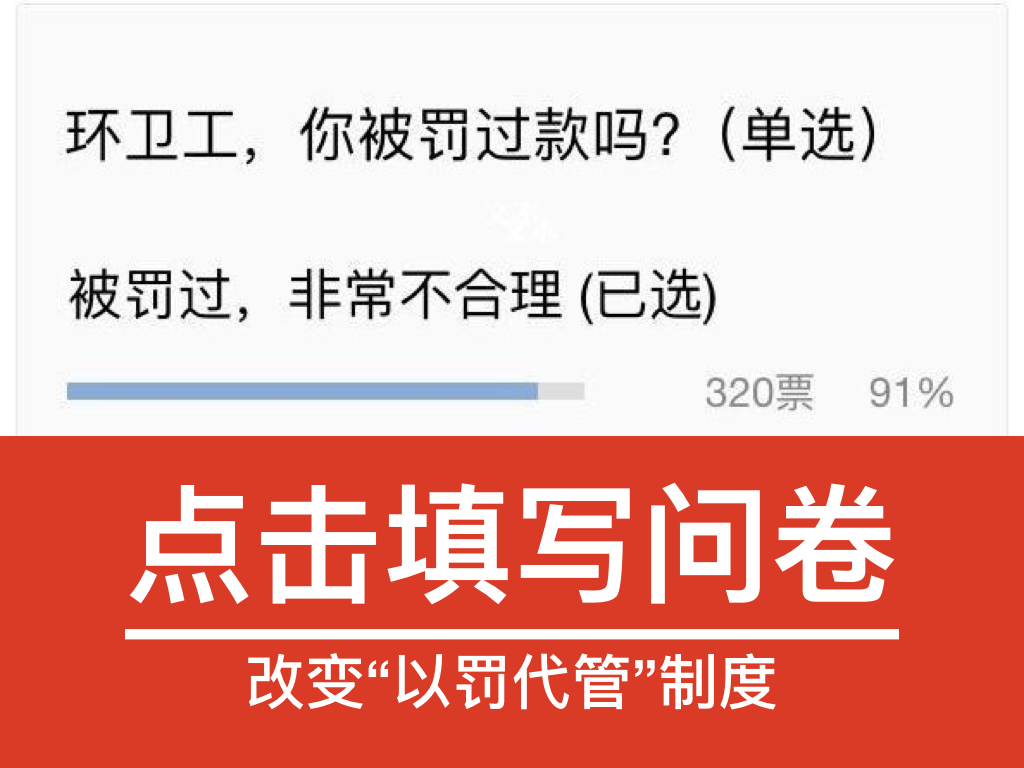 环卫工，你被罚过款吗?（单选）
被罚过，非常不合理 (已选)
320票 91%
点击填写问卷
改变“以罚代管”制度